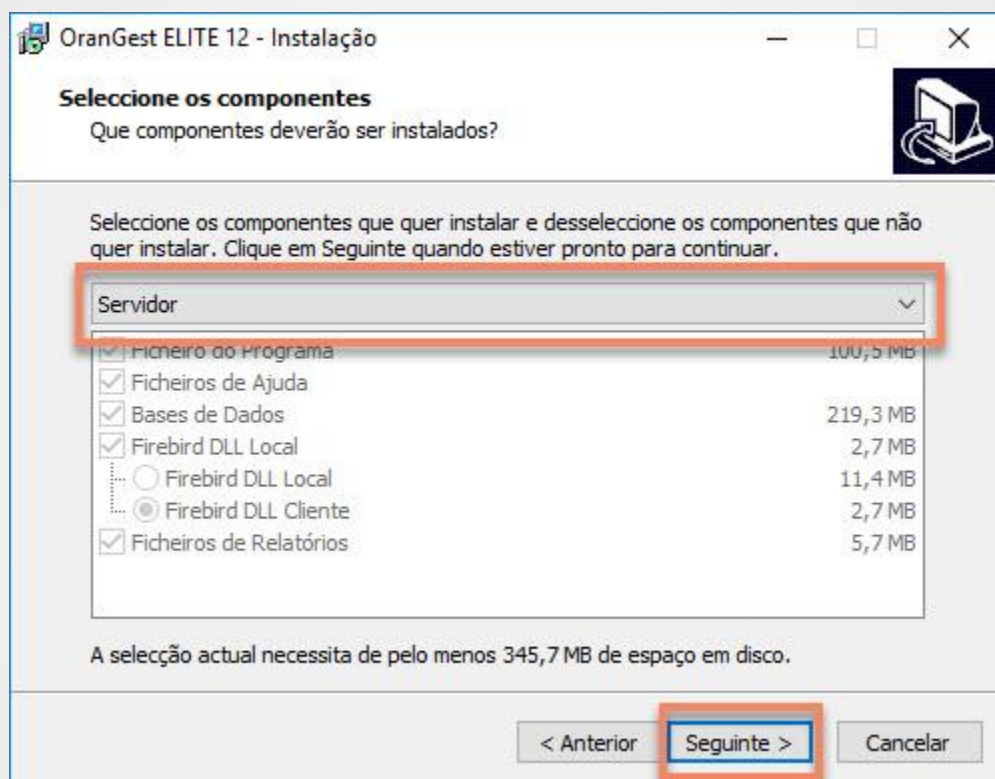 OranGest ELITE 12 - Instalação
Seleccione os componentes
Que componentes deverão ser instalados?
Seleccione os componentes que quer instalar e desseleccione os componentes que não
quer instalar. Clique em Seguinte quando estiver pronto para continuar.
Servidor
Ficheiro do Programa 100,5 MB
Ficheiros de Ajuda
Bases de Dados 219,3 MB
Firebird DLL Local 2,7 MB
Firebird DLL Local 11,4 MB
Firebird DLL Cliente 2,7 MB
Ficheiros de Relatórios 5,7 MB
A selecção actual necessita de pelo menos 345,7 MB de espaço em disco.
< Anterior Seguinte > Cancelar